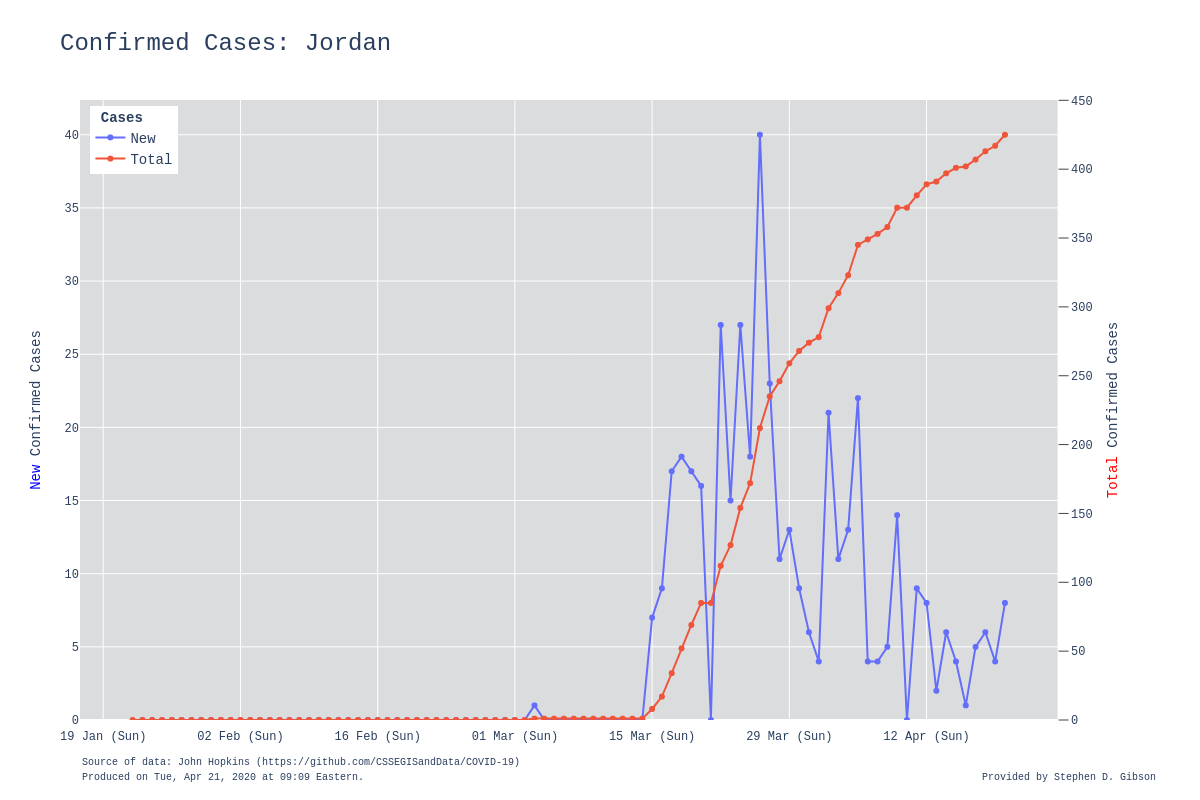 Confirmed Cases: Jordan
Cases
New
Total
40
35
30
25
20
15
10
5
0
New Confirmed Cases
450
400
350
300
250
200
150
100
50
0
Total Confirmed Cases
19 Jan (Sun)
02 Feb (Sun)
16 Feb (Sun)
01 Mar (Sun)
15 Mar (Sun)
29 Mar (Sun)
12 Apr (Sun)
Source of data: John Hopkins (https://github.com/CSSEGISandData/COVID-19)
Produced on Tue, Apr 21, 2020 at 09:09 Eastern.
Provided by Stephen D. Gibson